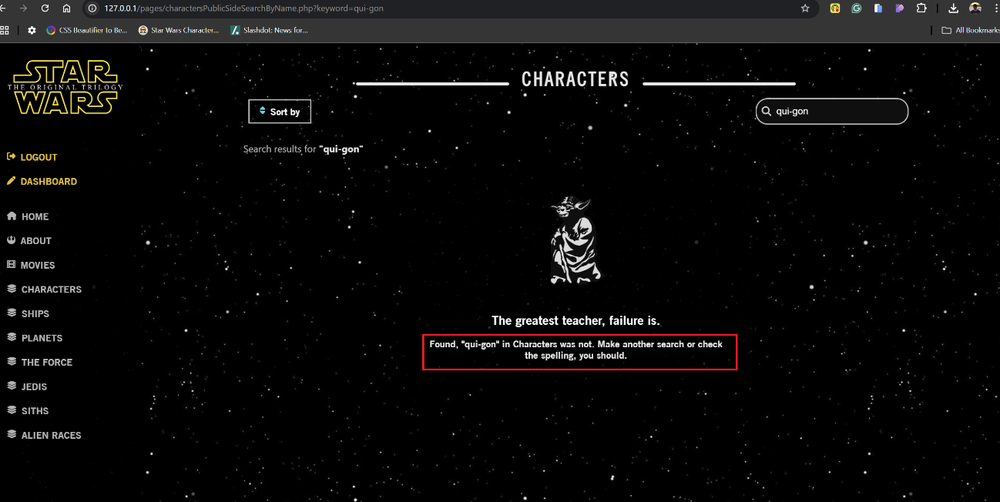 127.0.0.1/pages/charactersPublicSideSearchByName.php?keyword=qui-gon
CSS Beautifier to Be...
Star Wars Character...
Slashdot: News for...
All Bookmarks
STAR
THE ORIGINAL TRILOGY
WARS
CHARACTERS
Sort by
qui-gon
Search results for "qui-gon"
LOGOUT
DASHBOARD
HOME
ABOUT
MOVIES
CHARACTERS
SHIPS
PLANETS
THE FORCE
JEDIS
SITHS
ALIEN RACES
The greatest teacher, failure is.
Found, "qui-gon" in Characters was not. Make another search or check
the spelling, you should.